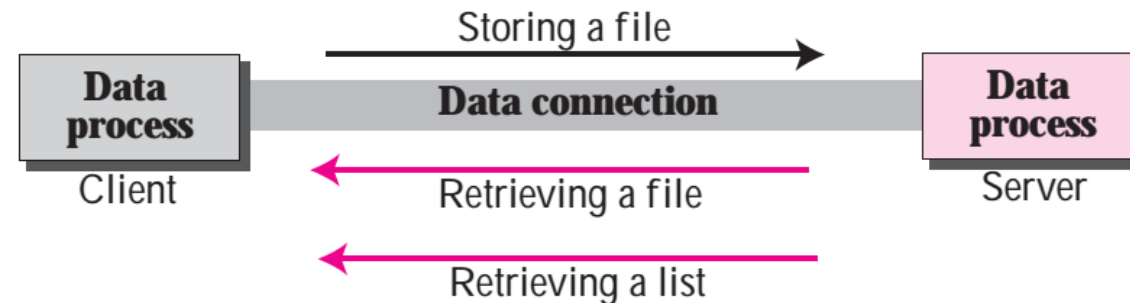 Storing a file
Data
process
Data connection
Data
process
Client
Retrieving a file
Server
Retrieving a list